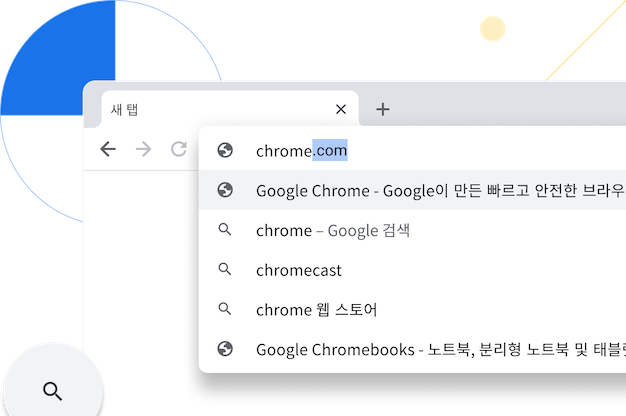 새 탭
chrome.com
Google Chrome - Google이 만든 빠르고 안전한 브라우
chrome – Google 검색
chromecast
chrome 웹 스토어
Google Chromebooks - 노트북, 분리형 노트북 및 태블릿